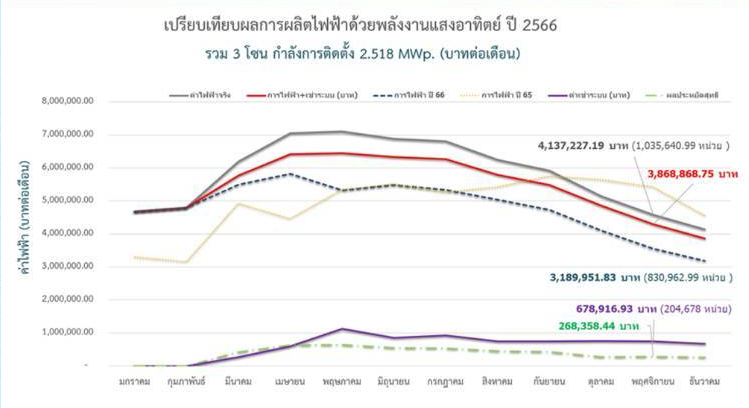 เปรียบเทียบผลการผลิตไฟฟ้าด้วยพลังงานแสงอาทิตย์ ปี 2566
รวม 3 โซน กำลังการติดตั้ง 2.518 MWp. (บาทต่อเดือน)
ค่าไฟฟ้าจริง การไฟฟ้า+เช่าระบบ (บาท) การไฟฟ้า ปี 66 การไฟฟ้า ปี 65 ค่าเช่าระบบ (บาท) ผลประหยัดสุทธิ
8,000,000.00
7,000,000.00
6,000,000.00
5,000,000.00
4,000,000.00
3,000,000.00
2,000,000.00
1,000,000.00
-
ค่าไฟฟ้า (บาทต่อเดือน)
4,137,227.19 บาท (1,035,640.99 หน่วย)
3,868,868.75 บาท
3,189,951.83 บาท (830,962.99 หน่วย)
678,916.93 บาท (204,678 หน่วย)
268,358.44 บาท
มกราคม กุมภาพันธ์ มีนาคม เมษายน พฤษภาคม มิถุนายน กรกฎาคม สิงหาคม กันยายน ตุลาคม พฤศจิกายน ธันวาคม